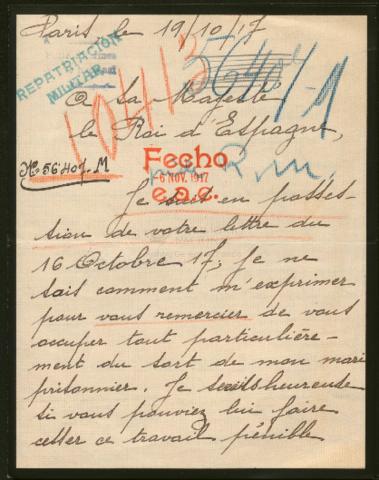 Paris le 19/10/17
REPATRIACION
MILITAR
10413
56407-1
A Sa Majesté
le Roi d'Espagne,
No. 56407. M
Fecho
-6 NOV. 1917
e.a.c.
Je suis en posses-
sion de votre lettre du
16 Octobre 17; je ne
sais comment m'exprimer
pour vous remercier de vous
occuper tout particulière-
ment du sort de mon mari
prisonnier. Je serais heureuse
si vous pouviez lui faire
cesser ce travail pénible